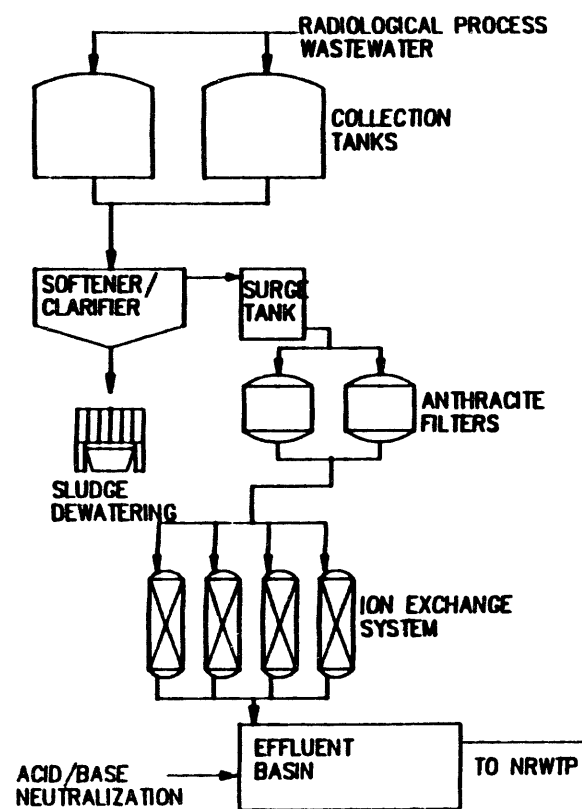 RADIOLOGICAL PROCESS
WASTEWATER
COLLECTION
TANKS
SOFTENER/
CLARIFIER
SURGE
TANK
ANTHRACITE
FILTERS
SLUDGE
DEWATERING
ION EXCHANGE
SYSTEM
EFFLUENT
BASIN
TO NRWTP
ACID/BASE
NEUTRALIZATION